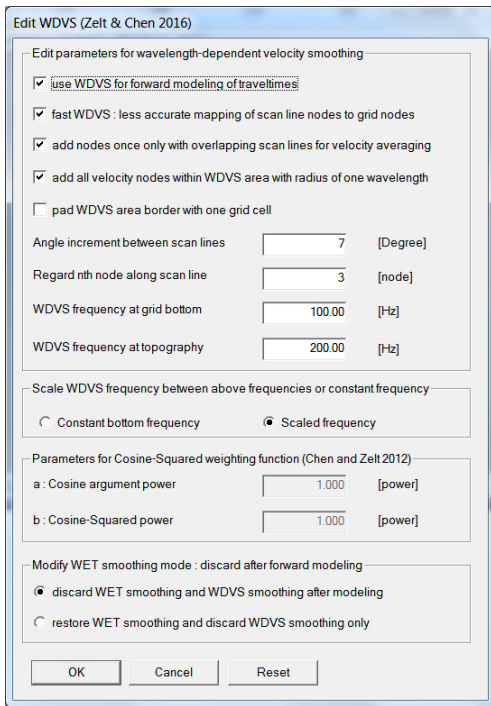 Edit WDVS (Zelt & Chen 2016)
Edit parameters for wavelength-dependent velocity smoothing
use WDVS for forward modeling of traveltimes
fast WDVS : less accurate mapping of scan line nodes to grid nodes
add nodes once only with overlapping scan lines for velocity averaging
add all velocity nodes within WDVS area with radius of one wavelength
pad WDVS area border with one grid cell
Angle increment between scan lines 7 [Degree]
Regard nth node along scan line 3 [node]
WDVS frequency at grid bottom 100.00 [Hz]
WDVS frequency at topography 200.00 [Hz]
Scale WDVS frequency between above frequencies or constant frequency
Constant bottom frequency Scaled frequency
Parameters for Cosine-Squared weighting function (Chen and Zelt 2012)
a : Cosine argument power 1.000 [power]
b : Cosine-Squared power 1.000 [power]
Modify WET smoothing mode : discard after forward modeling
discard WET smoothing and WDVS smoothing after modeling
restore WET smoothing and discard WDVS smoothing only
OK Cancel Reset